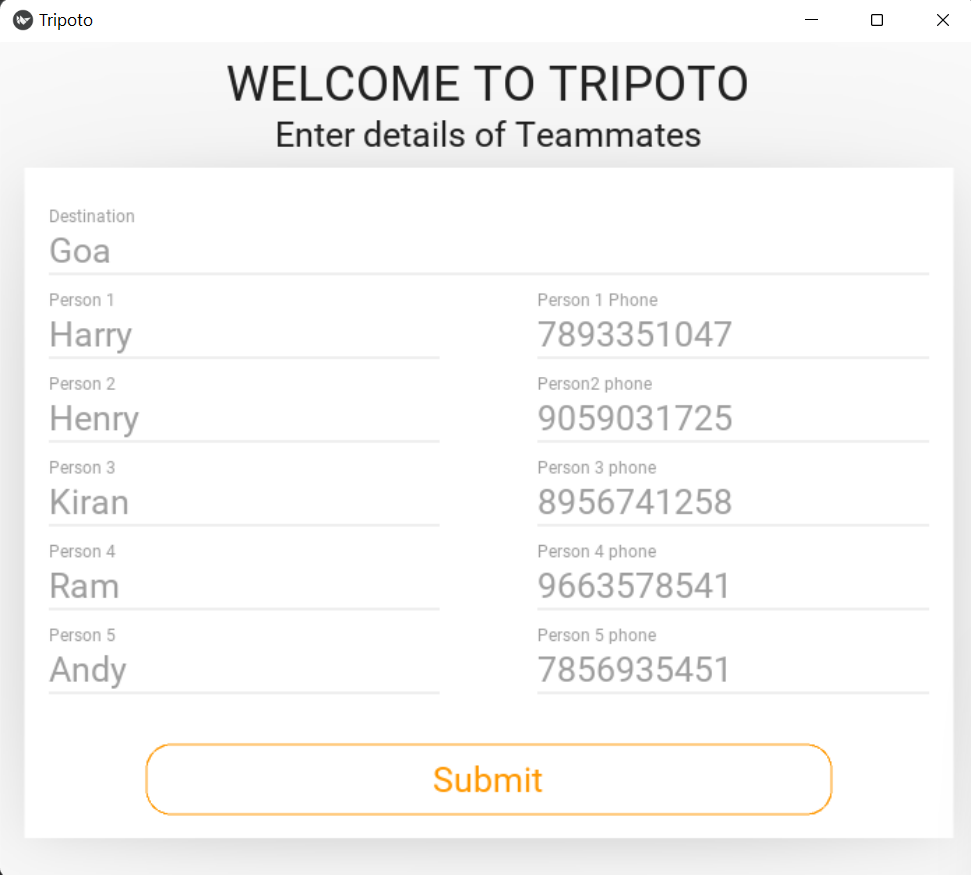 Tripoto
WELCOME TO TRIPOTO
Enter details of Teammates
Destination
Goa
Person 1
Person 1 Phone
Harry
7893351047
Person 2
Person2 phone
Henry
9059031725
Person 3
Person 3 phone
Kiran
8956741258
Person 4
Person 4 phone
Ram
9663578541
Person 5
Person 5 phone
Andy
7856935451
Submit